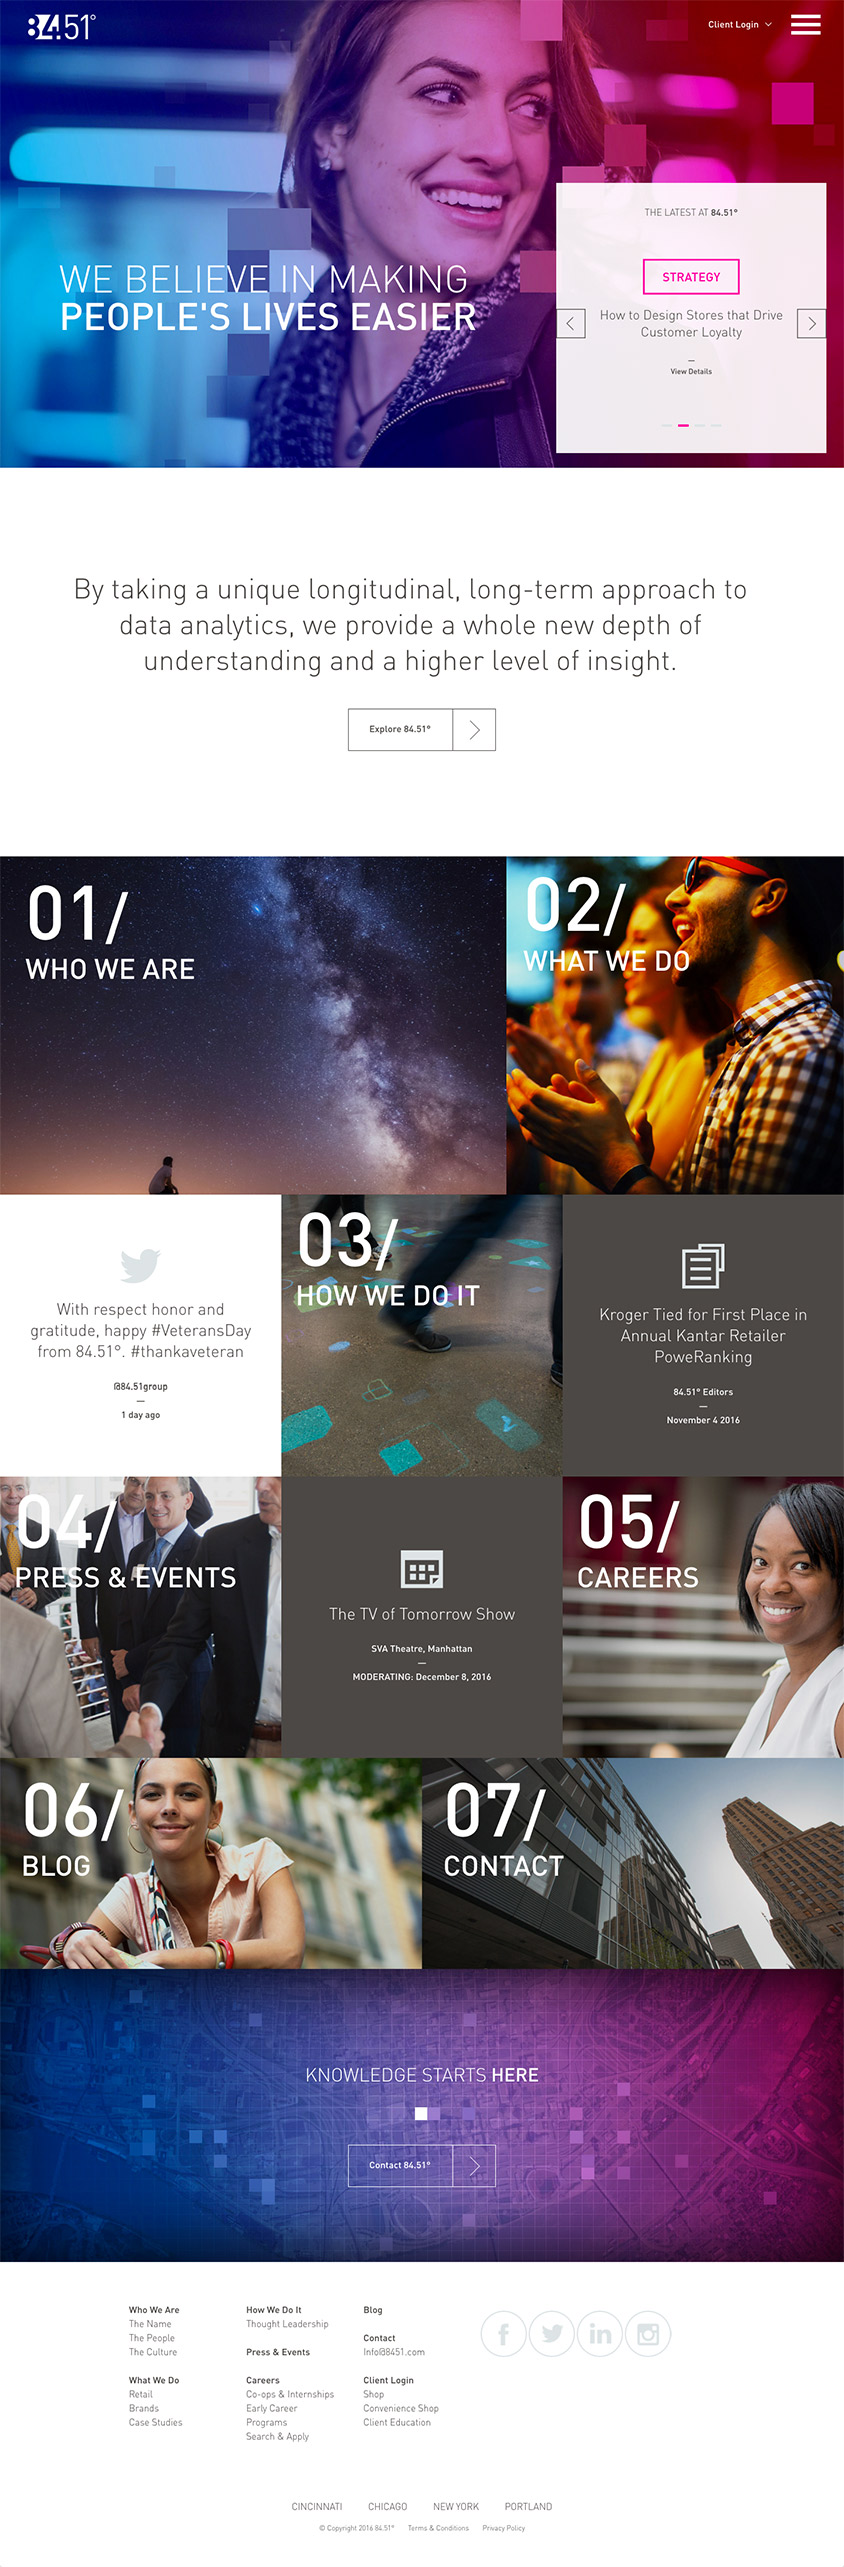 84.51°
Client Login
WE BELIEVE IN MAKING
PEOPLE'S LIVES EASIER
THE LATEST AT 84.51°
STRATEGY
How to Design Stores that Drive
Customer Loyalty
View Details
By taking a unique longitudinal, long-term approach to
data analytics, we provide a whole new depth of
understanding and a higher level of insight.
Explore 84.51°
01/
WHO WE ARE
02/
WHAT WE DO
With respect honor and
gratitude, happy #VeteransDay
from 84.51°. #thankaveteran
@84.51group
—
1 day ago
03/
HOW WE DO IT
Kroger Tied for First Place in
Annual Kantar Retailer
PoweRanking
84.51° Editors
—
November 4 2016
04/
PRESS & EVENTS
The TV of Tomorrow Show
SVA Theatre, Manhattan
—
MODERATING: December 8, 2016
05/
CAREERS
06/
BLOG
07/
CONTACT
KNOWLEDGE STARTS HERE
Contact 84.51°
Who We Are
The Name
The People
The Culture
What We Do
Retail
Brands
Case Studies
How We Do It
Thought Leadership
Press & Events
Careers
Co-ops & Internships
Early Career
Programs
Search & Apply
Blog
Contact
Info@8451.com
Client Login
Shop
Convenience Shop
Client Education
CINCINNATI CHICAGO NEW YORK PORTLAND
© Copyright 2016 84.51° Terms & Conditions Privacy Policy